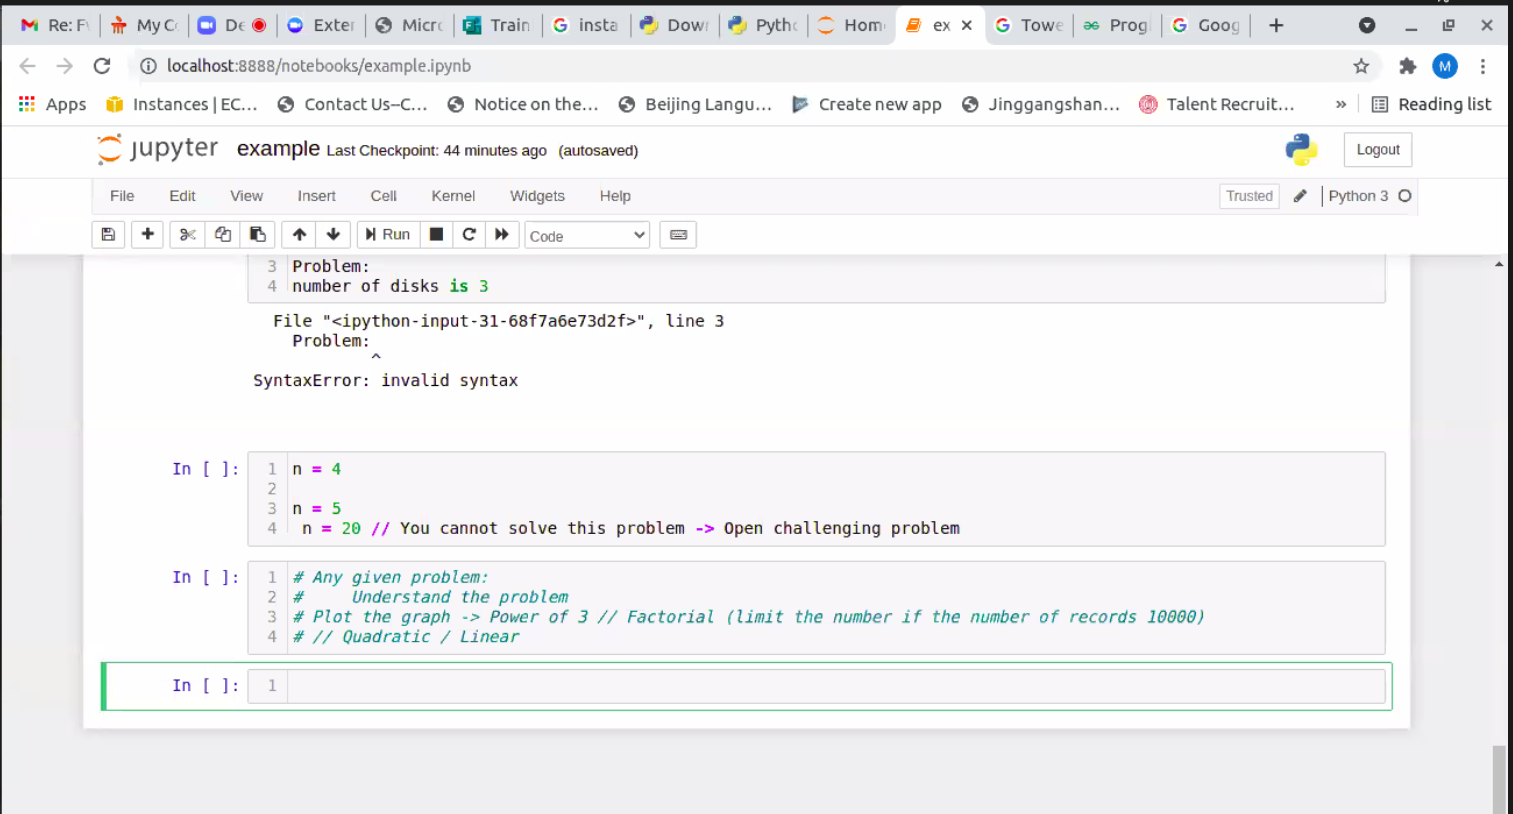 Re: F
My C
De
Exter
Micro
Train
insta
Dow
Pytho
Hom
ex
Towe
Prog
Goog
localhost:8888/notebooks/example.ipynb
M
Apps
Instances | EC...
Contact Us--C...
Notice on the...
Beijing Langu...
Create new app
Jinggangshan...
Talent Recruit...
»
Reading list
jupyter example Last Checkpoint: 44 minutes ago (autosaved)
Logout
File Edit View Insert Cell Kernel Widgets Help
Trusted
Python 3
Run
Code
3 Problem:
4 number of disks is 3
File "<ipython-input-31-68f7a6e73d2f>", line 3
Problem:
^
SyntaxError: invalid syntax
In [ ]: 1 n = 4
2
3 n = 5
4 n = 20 // You cannot solve this problem -> Open challenging problem
In [ ]: 1 # Any given problem:
2 # Understand the problem
3 # Plot the graph -> Power of 3 // Factorial (limit the number if the number of records 10000)
4 # // Quadratic / Linear
In [ ]: 1